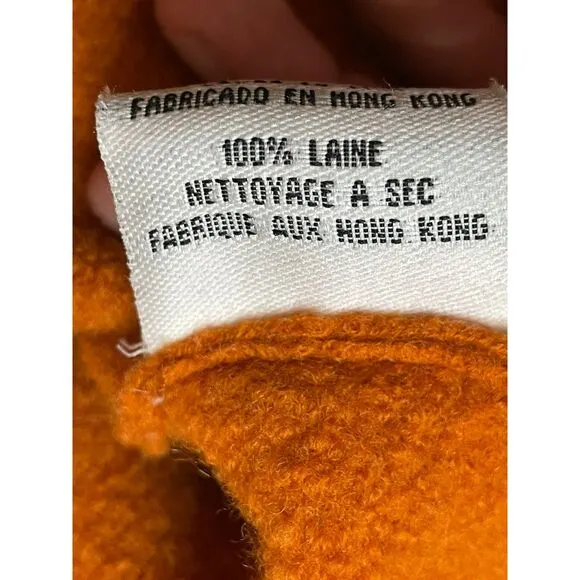 FABRICADO EN HONG KONG
100% LAINE
NETTOYAGE A SEC
FABRIQUE AUX HONG KONG